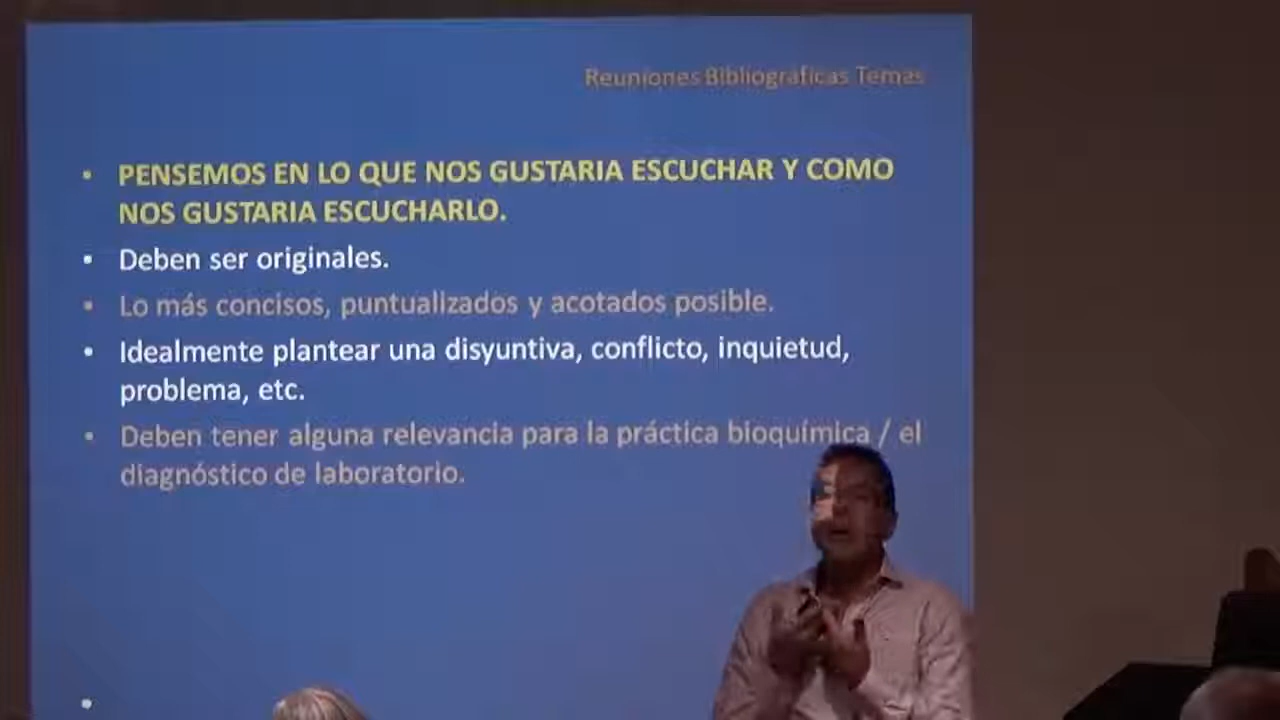 Reuniones Bibliográficas Temas
• PENSEMOS EN LO QUE NOS GUSTARIA ESCUCHAR Y COMO
NOS GUSTARIA ESCUCHARLO.
• Deben ser originales.
• Lo más concisos, puntualizados y acotados posible.
• Idealmente plantear una disyuntiva, conflicto, inquietud,
problema, etc.
• Deben tener alguna relevancia para la práctica bioquímica / el
diagnóstico de laboratorio.
•